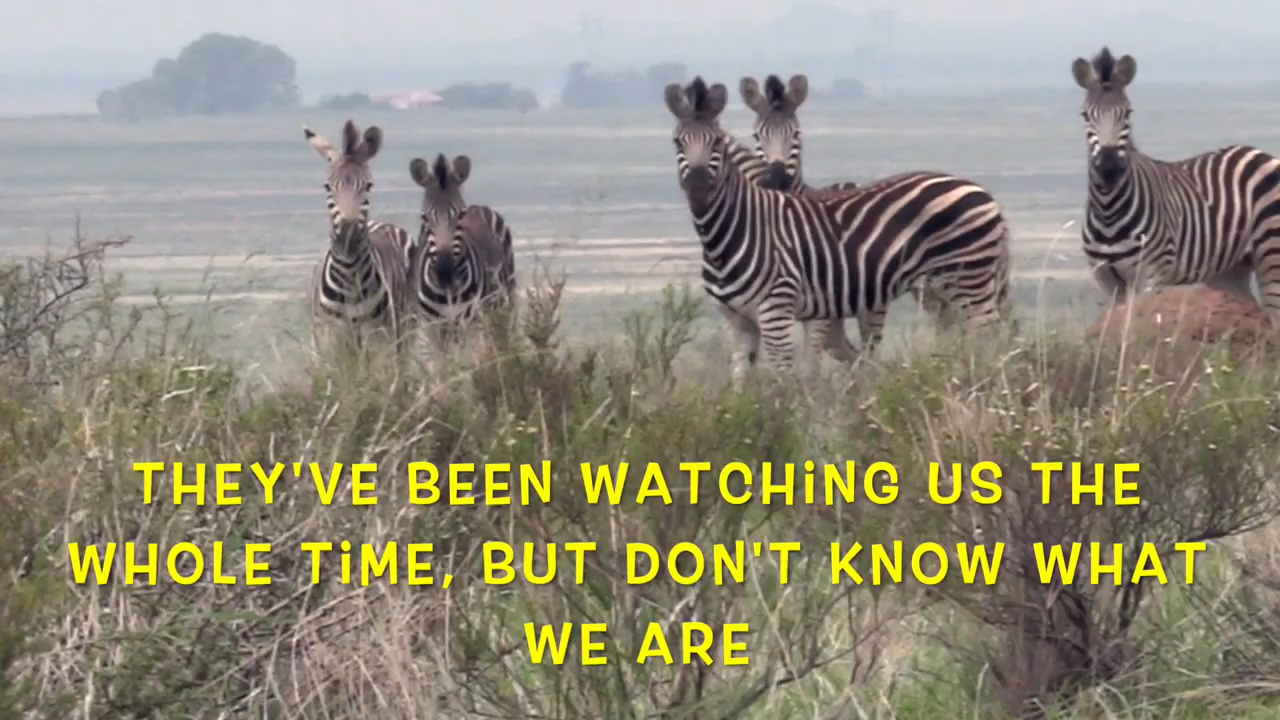 THEY'VE BEEN WATCHING US THE
WHOLE TIME, BUT DON'T KNOW WHAT
WE ARE